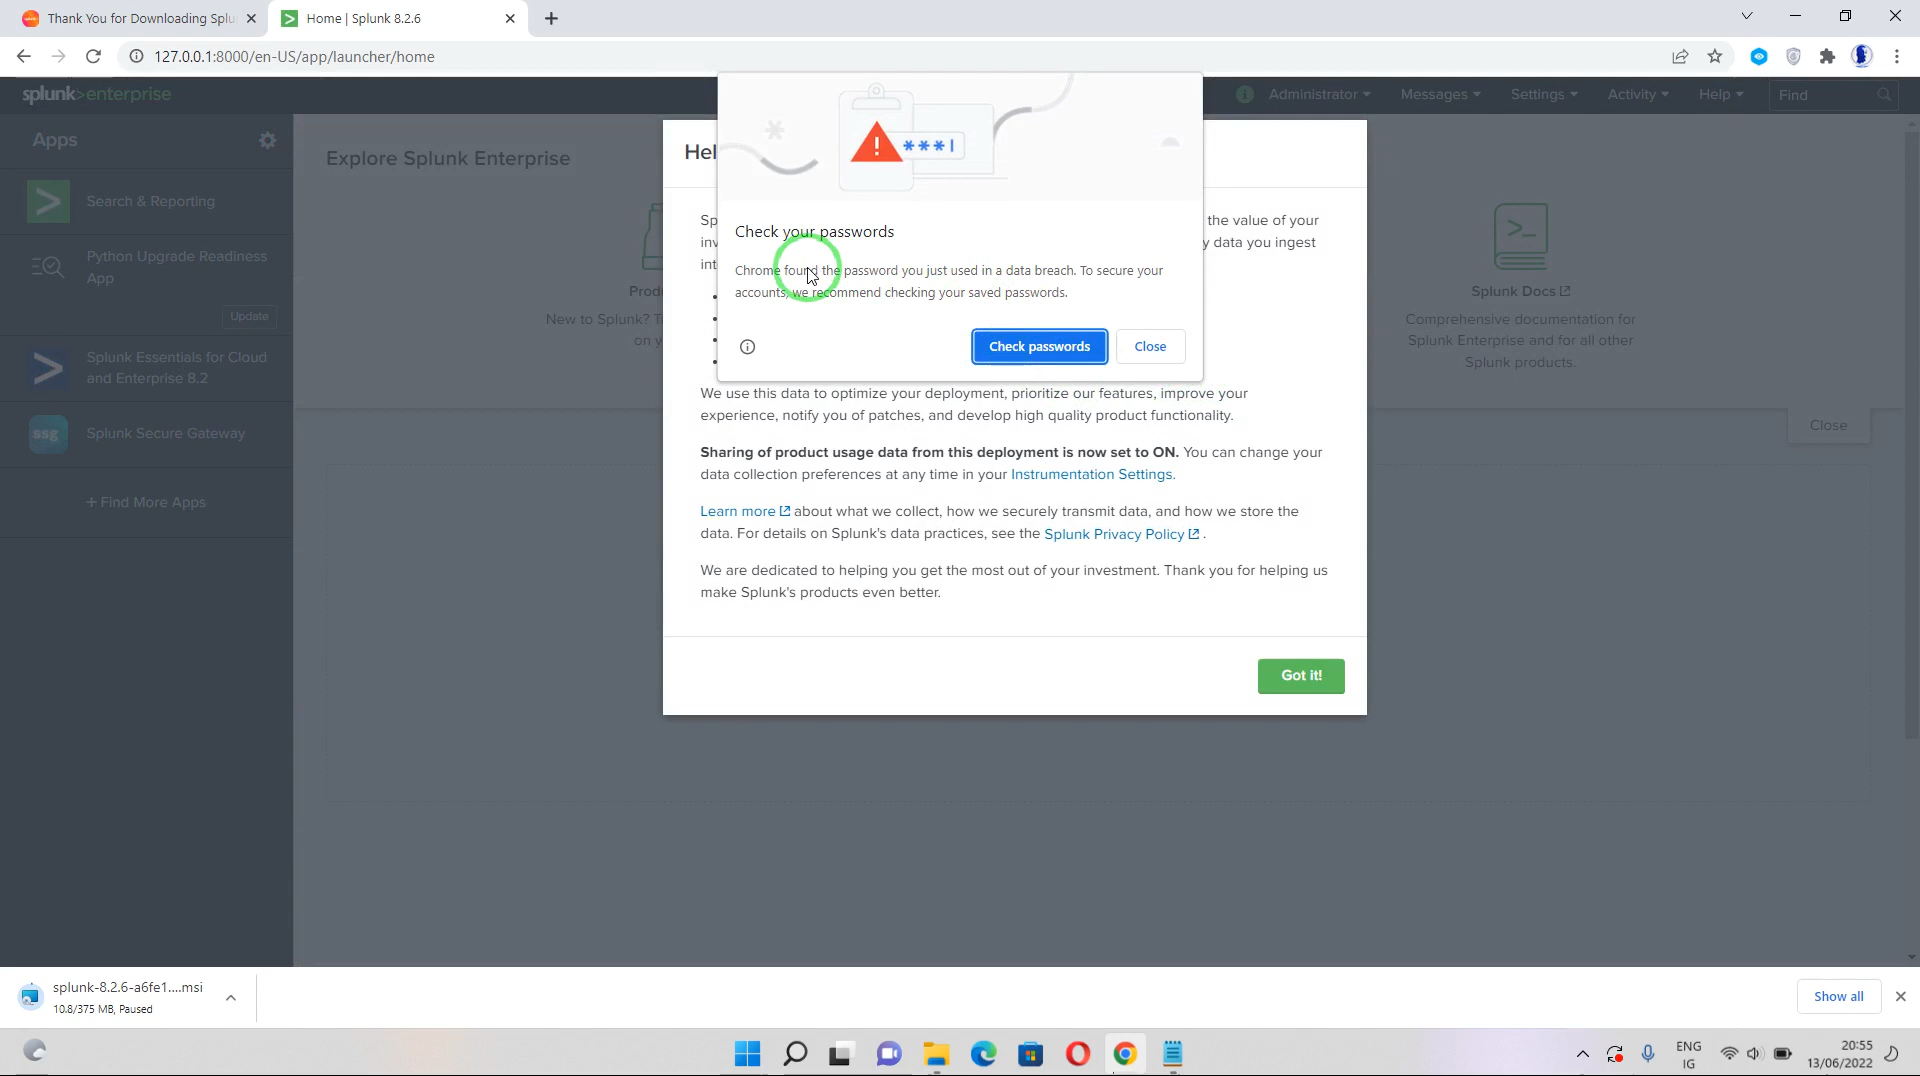 Thank You for Downloading Splu
Home | Splunk 8.2.6
127.0.0.1:8000/en-US/app/launcher/home
splunk>enterprise
Administrator
Messages
Settings
Activity
Help
Find
Apps
Explore Splunk Enterprise
Search & Reporting
Python Upgrade Readiness
App
Update
Splunk Essentials for Cloud
and Enterprise 8.2
ssg
Splunk Secure Gateway
+ Find More Apps
Produ
New to Splunk? Ta
on y
Splunk Docs
Comprehensive documentation for
Splunk Enterprise and for all other
Splunk products.
Close
Hel
Sp
the value of your
inv
y data you ingest
int
***|
Check your passwords
Chrome found the password you just used in a data breach. To secure your
accounts, we recommend checking your saved passwords.
Check passwords
Close
We use this data to optimize your deployment, prioritize our features, improve your
experience, notify you of patches, and develop high quality product functionality.
Sharing of product usage data from this deployment is now set to ON. You can change your
data collection preferences at any time in your Instrumentation Settings.
Learn more about what we collect, how we securely transmit data, and how we store the
data. For details on Splunk's data practices, see the Splunk Privacy Policy .
We are dedicated to helping you get the most out of your investment. Thank you for helping us
make Splunk's products even better.
Got it!
splunk-8.2.6-a6fe1....msi
10.8/375 MB, Paused
Show all
ENG
IG
20:55
13/06/2022